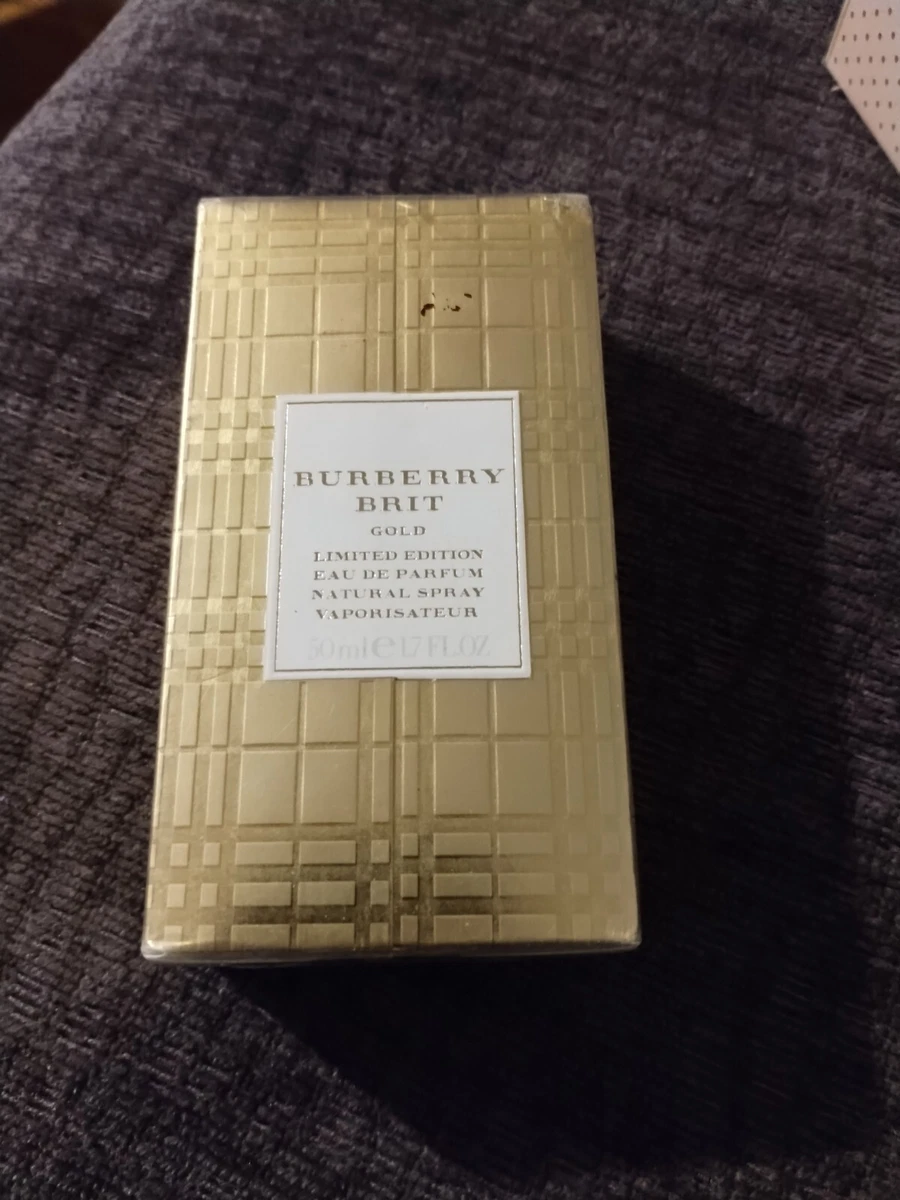 BURBERRY
BRIT
GOLD
LIMITED EDITION
EAU DE PARFUM
NATURAL SPRAY
VAPORISATEUR
50ml℮1.7 FL.OZ